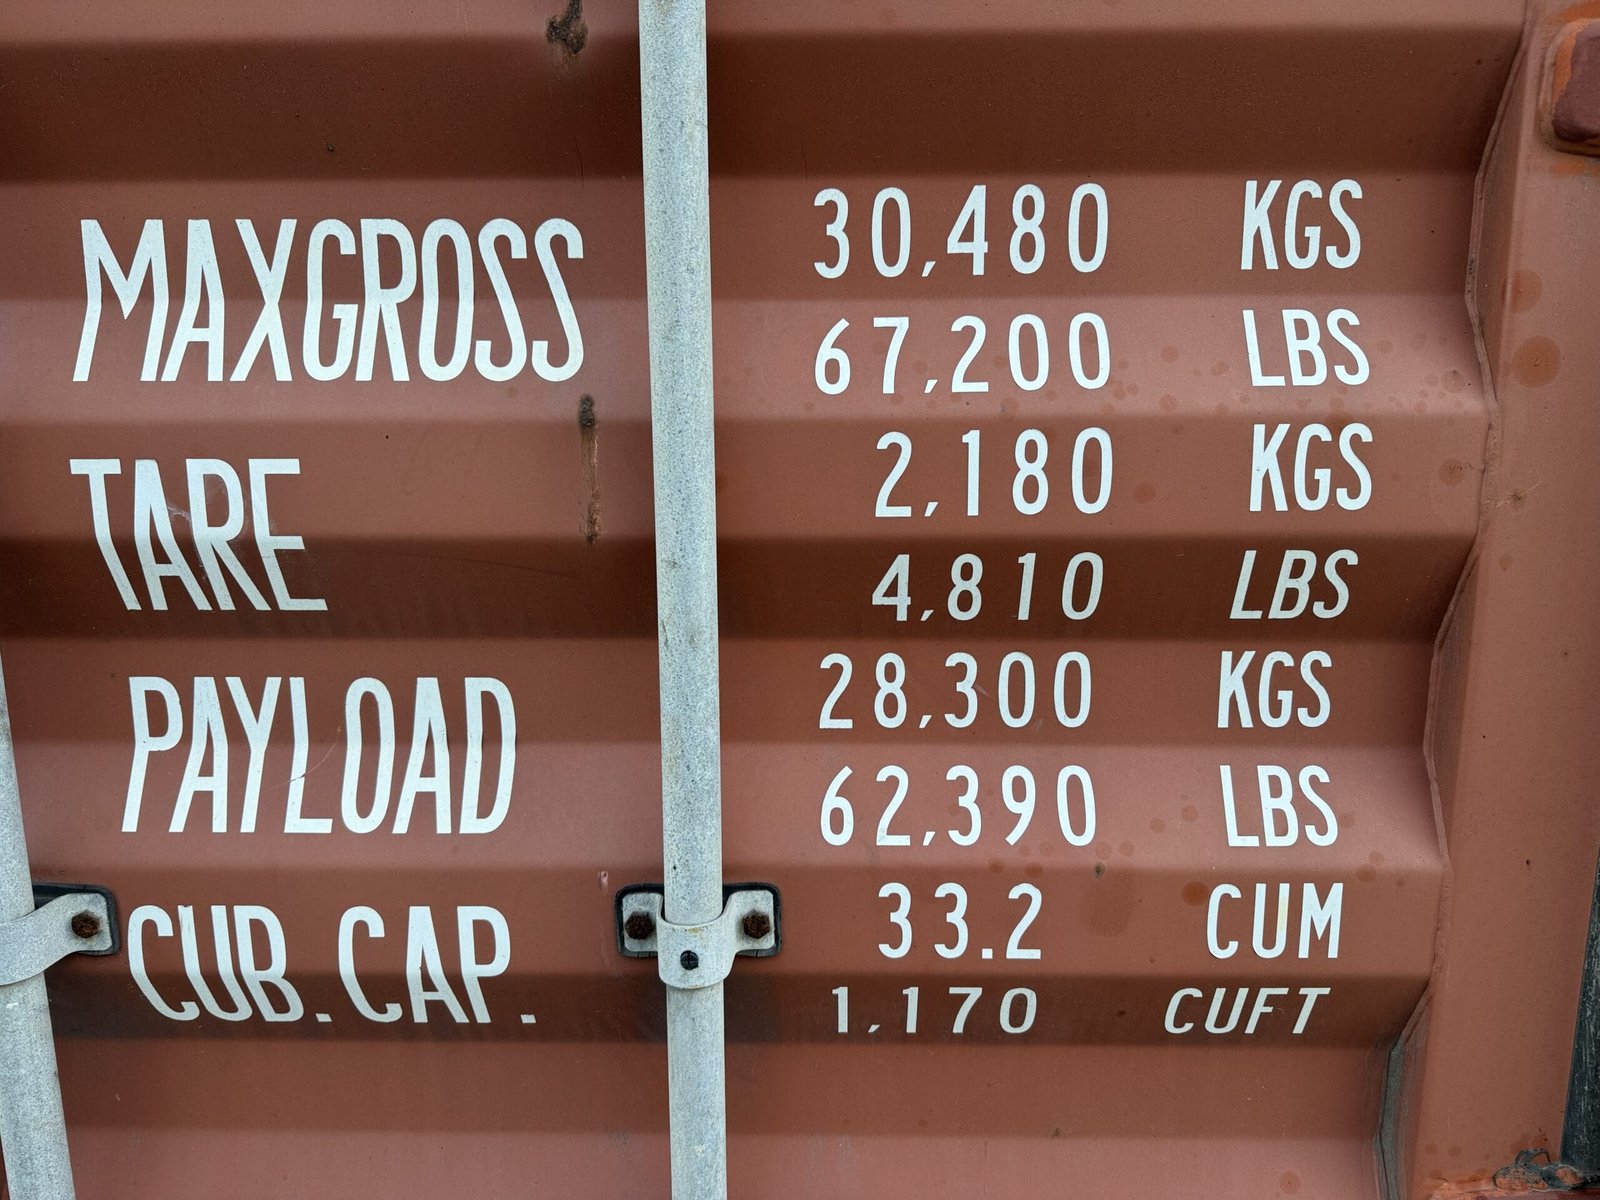 MAXGROSS 30,480 KGS
67,200 LBS
TARE 2,180 KGS
4,810 LBS
PAYLOAD 28,300 KGS
62,390 LBS
CUB.CAP. 33.2 CUM
1,170 CUFT